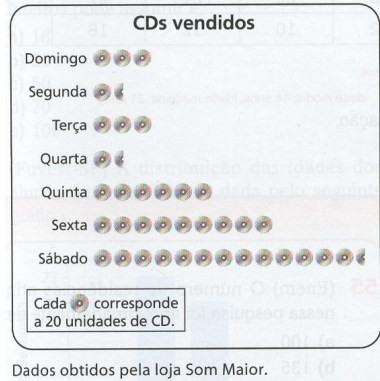 CDs vendidos
Domingo
Segunda
Terça
Quarta
Quinta
Sexta
Sábado
Cada corresponde
a 20 unidades de CD.
Dados obtidos pela loja Som Maior.